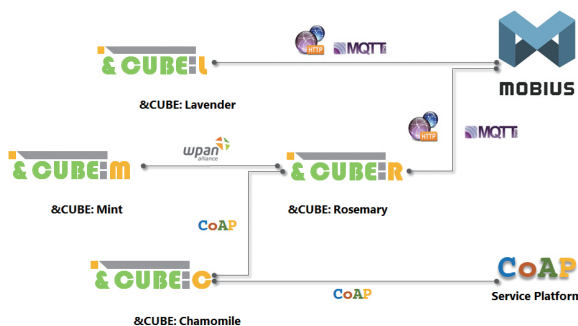 HTTP
MQTT
& CUBE:L
MOBIUS
&CUBE: Lavender
HTTP
MQTT
wpan
alliance
& CUBE:m
& CUBE:R
&CUBE: Mint
&CUBE: Rosemary
CoAP
& CUBE:C
CoAP
CoAP
Service Platform
&CUBE: Chamomile